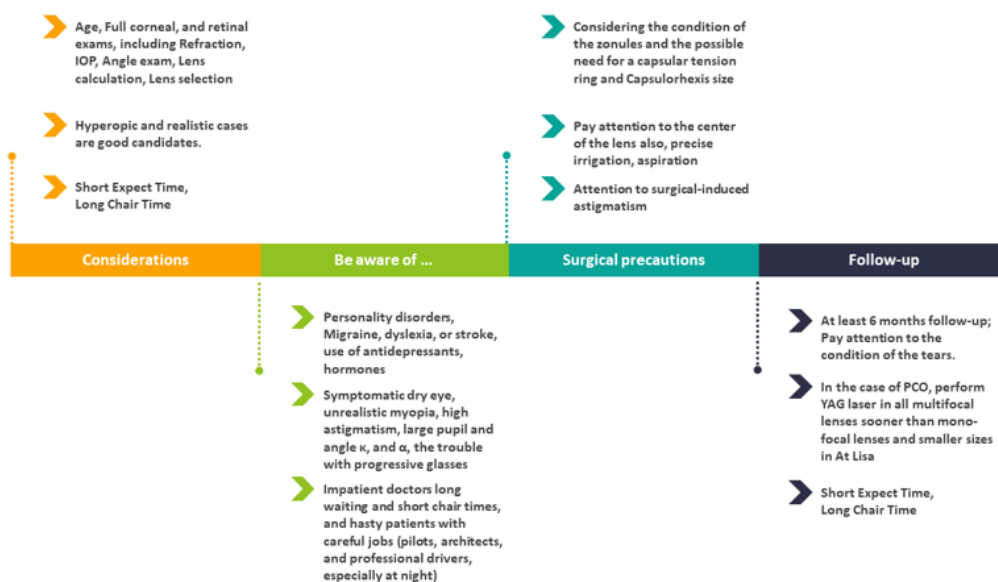 Age, Full corneal, and retinal
exams, including Refraction,
IOP, Angle exam, Lens
calculation, Lens selection
Hyperopic and realistic cases
are good candidates.
Short Expect Time,
Long Chair Time
Considering the condition of
the zonules and the possible
need for a capsular tension
ring and Capsulorhexis size
Pay attention to the center
of the lens also, precise
irrigation, aspiration
Attention to surgical-induced
astigmatism
Considerations
Be aware of ...
Surgical precautions
Follow-up
Personality disorders,
Migraine, dyslexia, or stroke,
use of antidepressants,
hormones
Symptomatic dry eye,
unrealistic myopia, high
astigmatism, large pupil and
angle κ, and α, the trouble
with progressive glasses
Impatient doctors long
waiting and short chair times,
and hasty patients with
careful jobs (pilots, architects,
and professional drivers,
especially at night)
At least 6 months follow-up;
Pay attention to the
condition of the tears.
In the case of PCO, perform
YAG laser in all multifocal
lenses sooner than mono-
focal lenses and smaller sizes
in At Lisa
Short Expect Time,
Long Chair Time